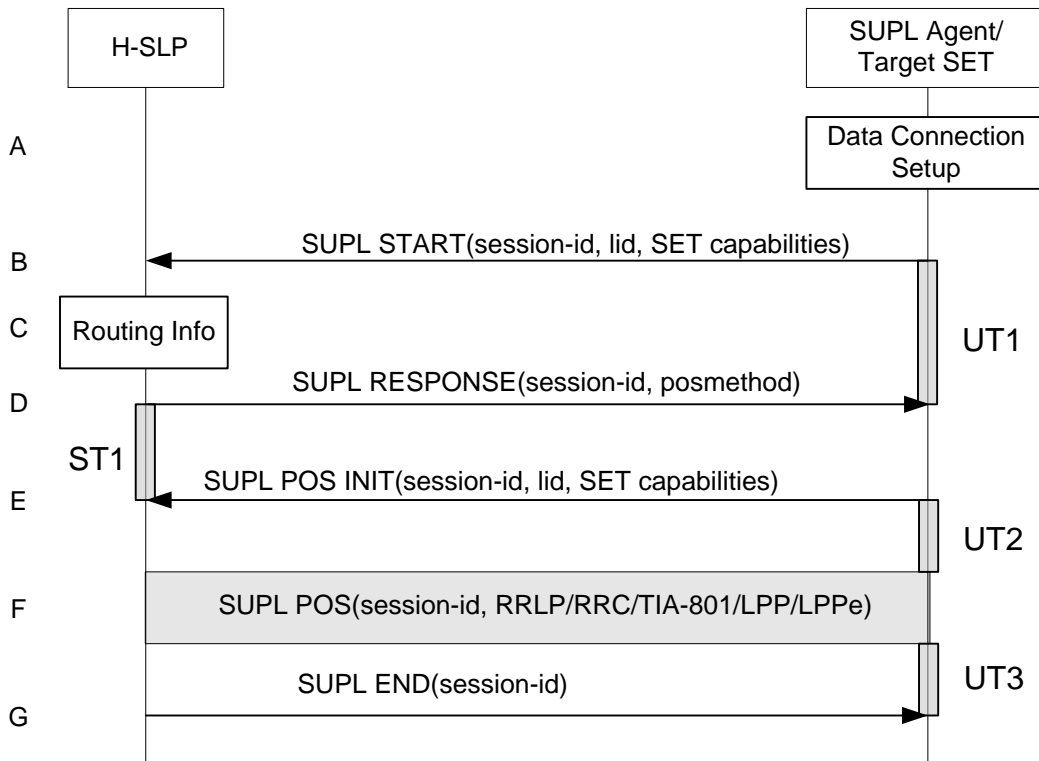 H-SLP
SUPL Agent/
Target SET
A
Data Connection
Setup
SUPL START(session-id, lid, SET capabilities)
B
C
Routing Info
UT1
SUPL RESPONSE(session-id, posmethod)
D
ST1
SUPL POS INIT(session-id, lid, SET capabilities)
E
UT2
F
SUPL POS(session-id, RRLP/RRC/TIA-801/LPP/LPPe)
SUPL END(session-id)
UT3
G